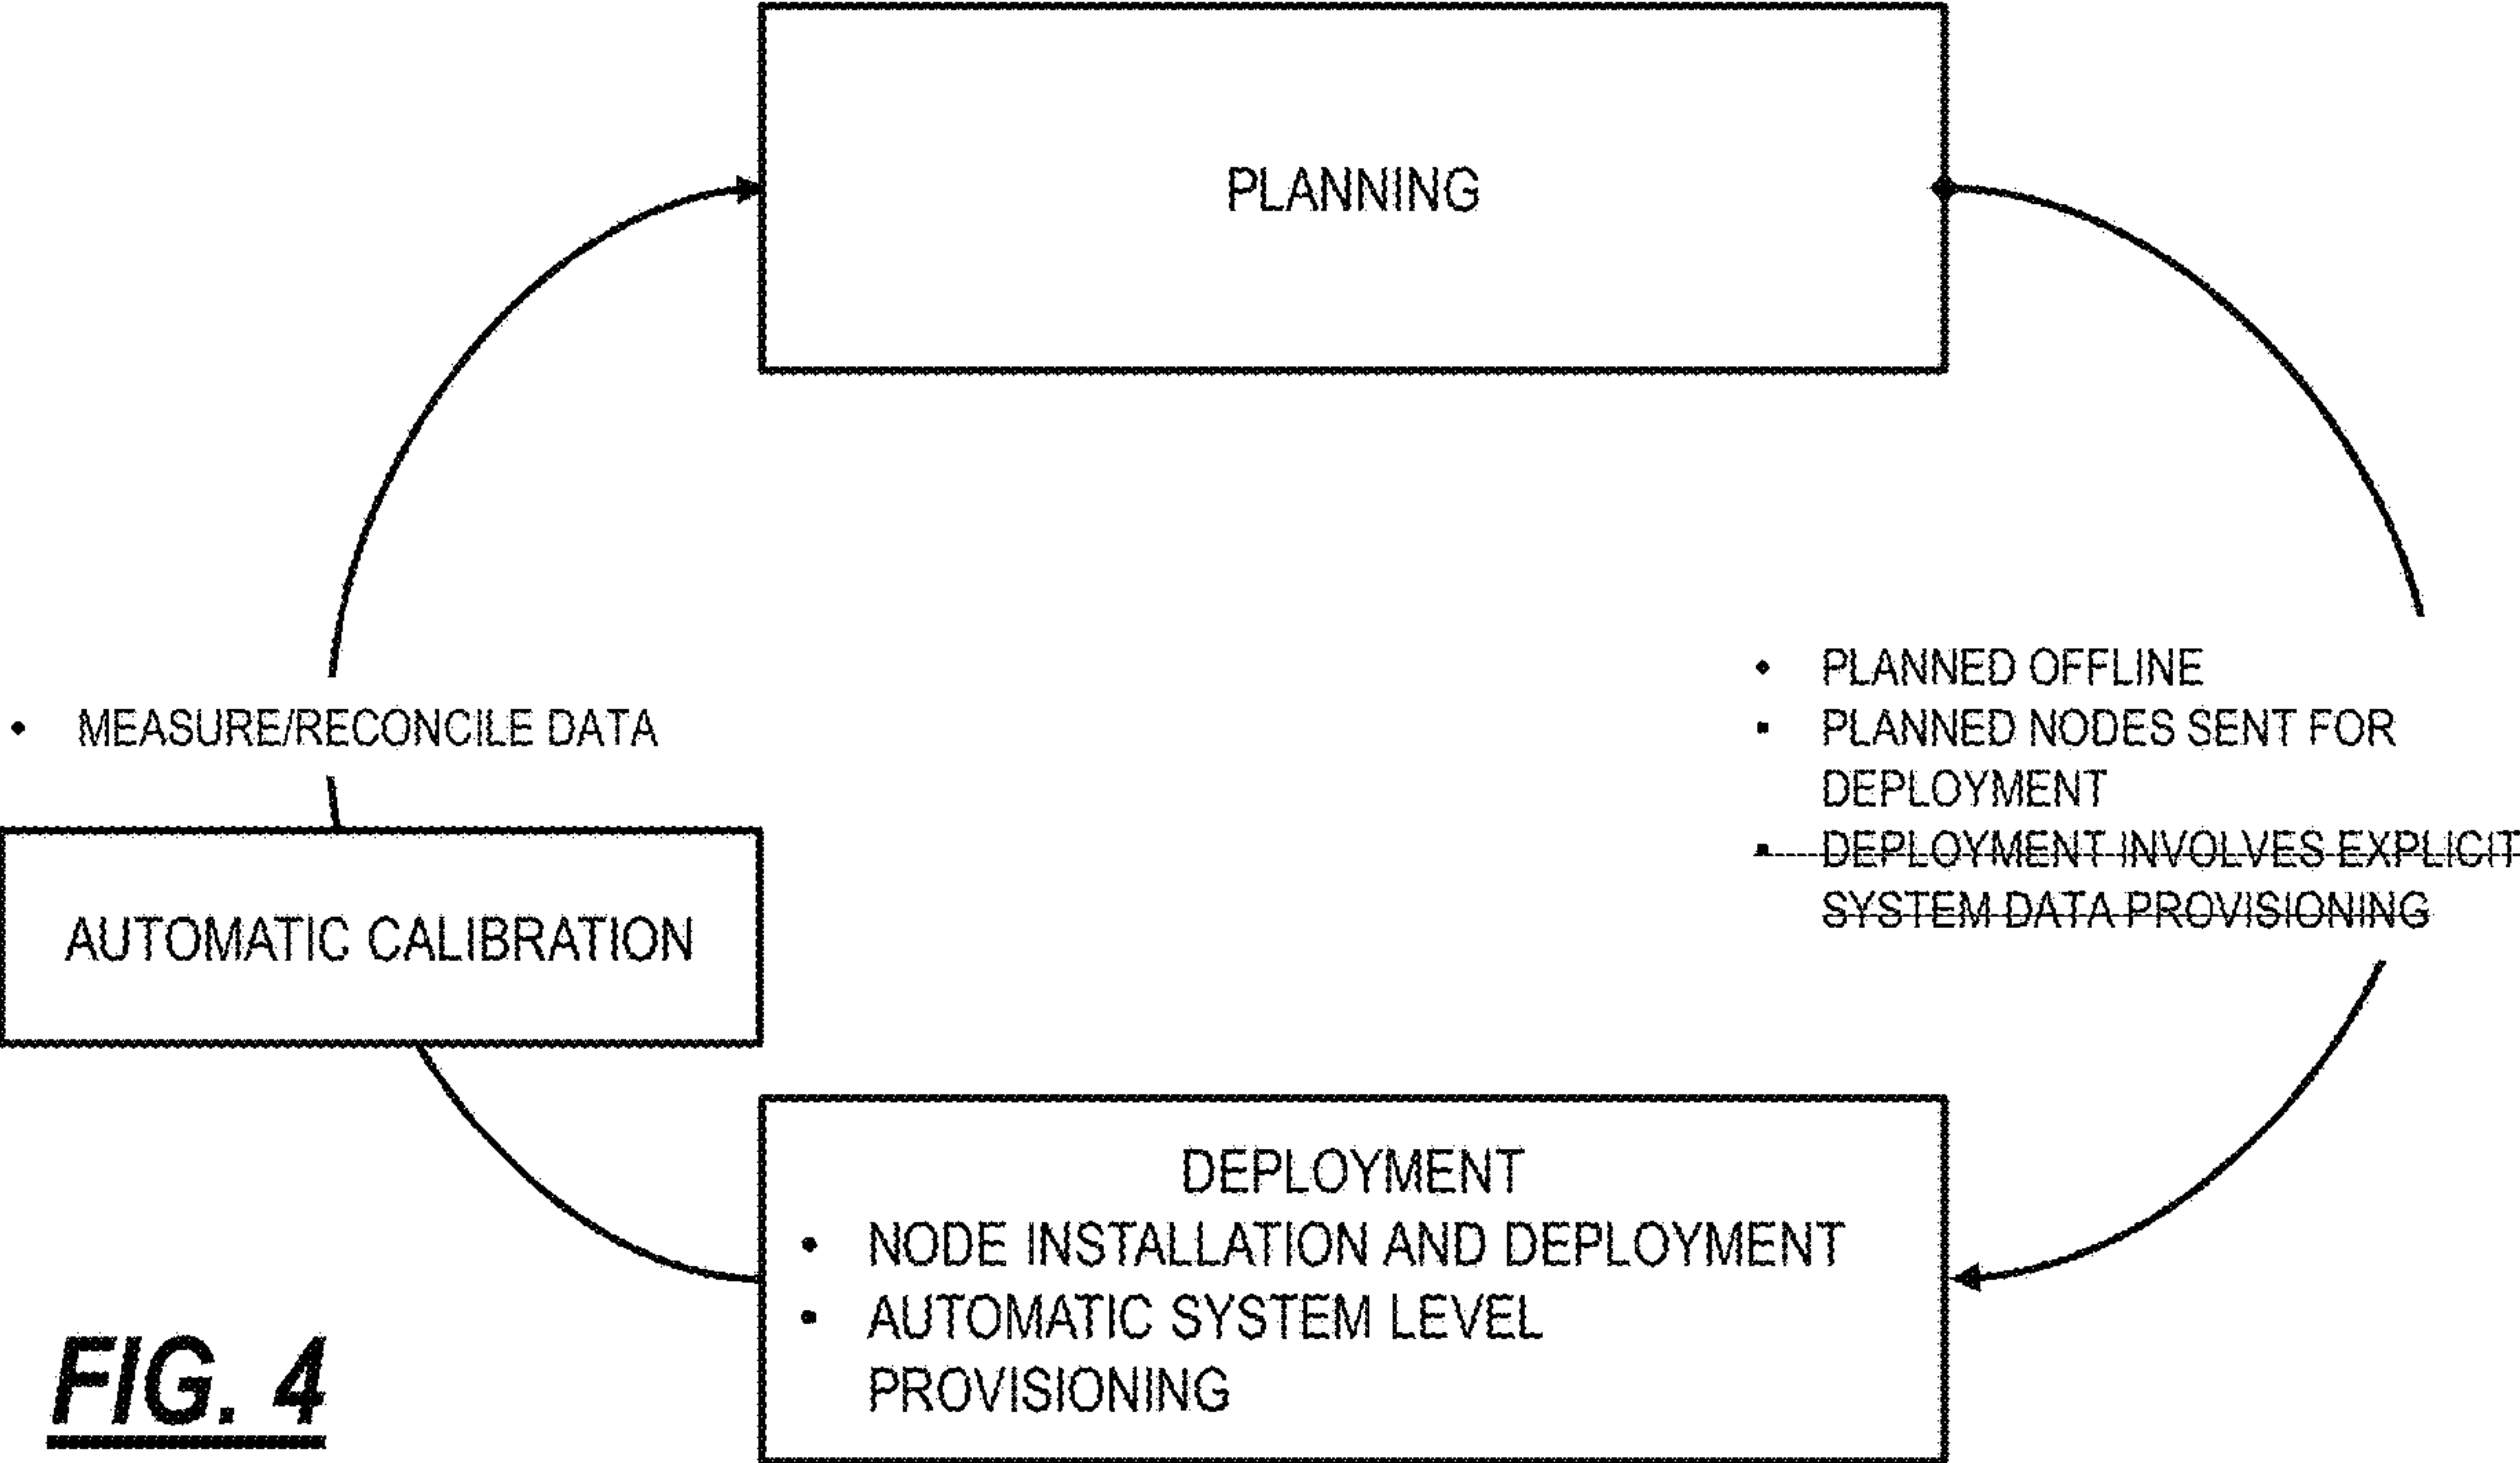 PLANNING
• PLANNED OFFLINE
• PLANNED NODES SENT FOR
DEPLOYMENT
• DEPLOYMENT INVOLVES EXPLICIT
SYSTEM DATA PROVISIONING
• MEASURE/RECONCILE DATA
AUTOMATIC CALIBRATION
DEPLOYMENT
• NODE INSTALLATION AND DEPLOYMENT
• AUTOMATIC SYSTEM LEVEL
PROVISIONING
FIG. 4